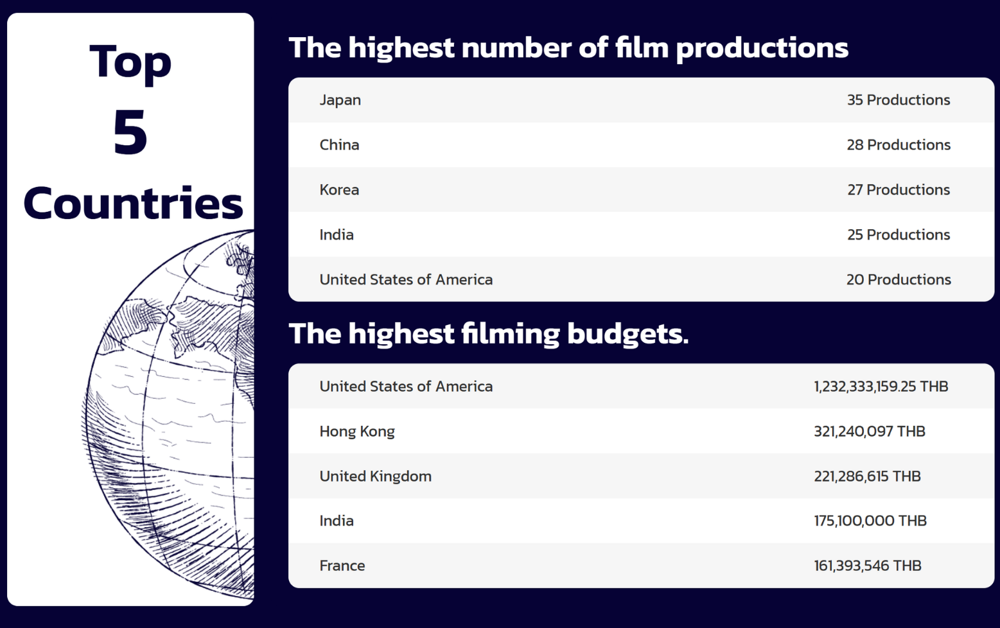 Top
5
Countries
The highest number of film productions
Japan 35 Productions
China 28 Productions
Korea 27 Productions
India 25 Productions
United States of America 20 Productions
The highest filming budgets.
United States of America 1,232,333,159.25 THB
Hong Kong 321,240,097 THB
United Kingdom 221,286,615 THB
India 175,100,000 THB
France 161,393,546 THB